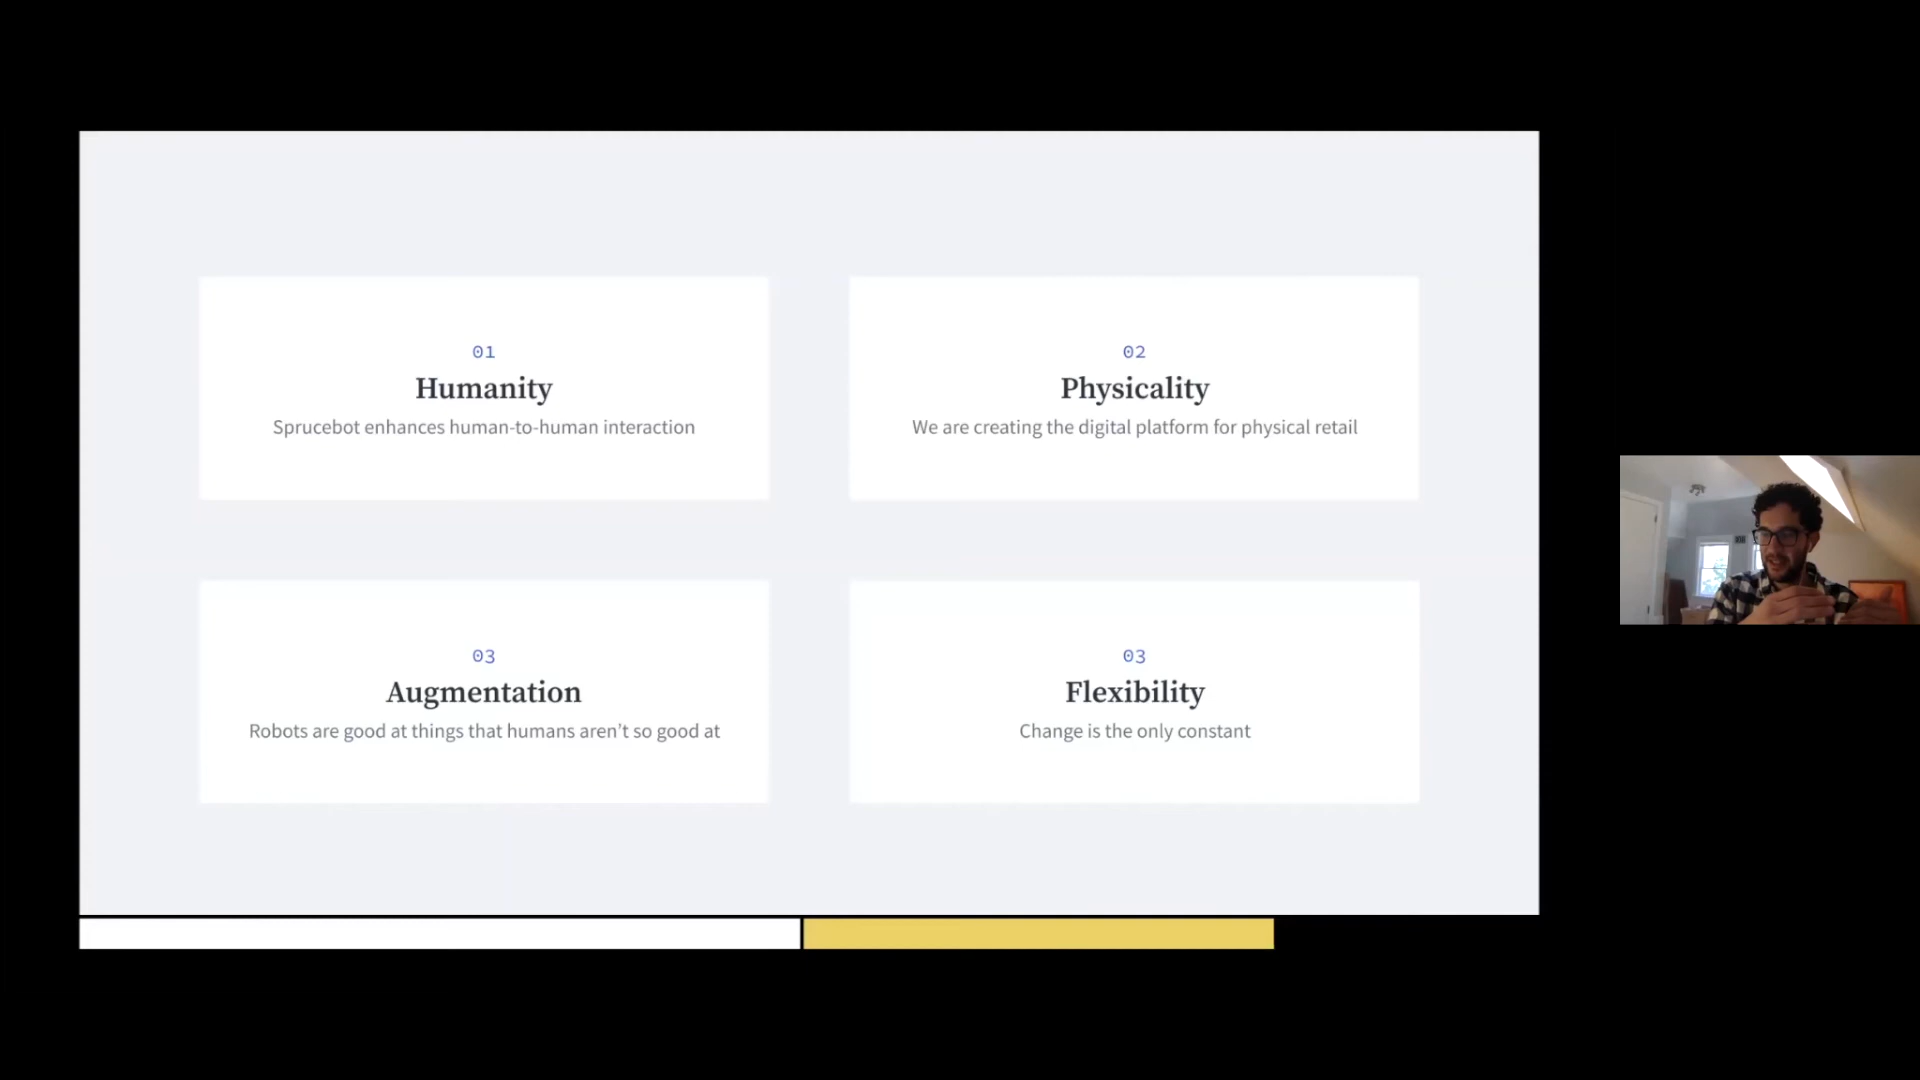 01
Humanity
Sprucebot enhances human-to-human interaction
02
Physicality
We are creating the digital platform for physical retail
03
Augmentation
Robots are good at things that humans aren’t so good at
03
Flexibility
Change is the only constant